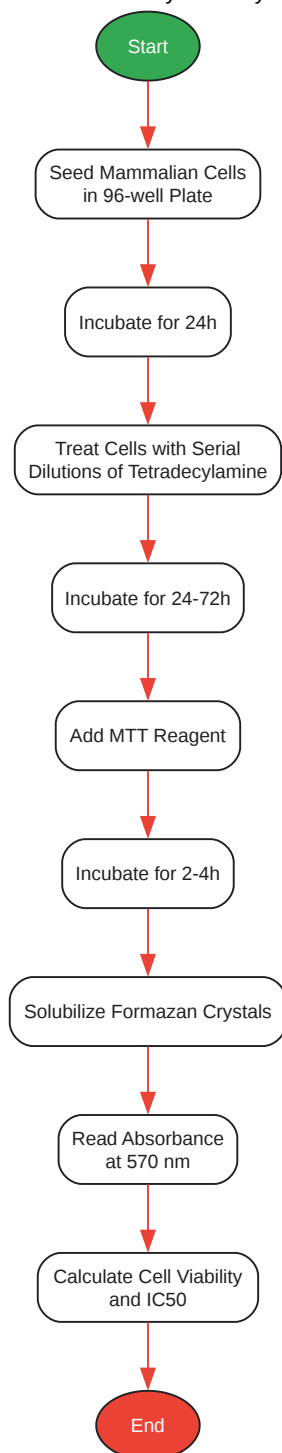 Start
Seed Mammalian Cells
in 96-well Plate
Incubate for 24h
Treat Cells with Serial
Dilutions of Tetradecylamine
Incubate for 24-72h
Add MTT Reagent
Incubate for 2-4h
Solubilize Formazan Crystals
Read Absorbance
at 570 nm
Calculate Cell Viability
and IC50
End